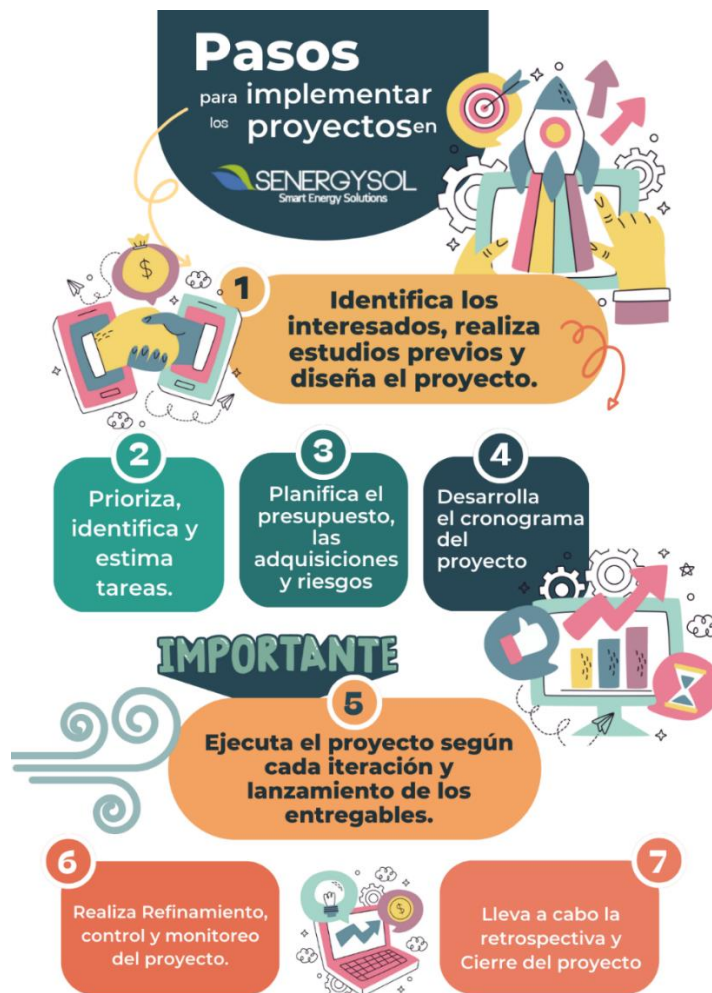 Pasos
para implementar
los proyectos en
SENERGYSOL
Smart Energy Solutions
$
1
Identifica los
interesados, realiza
estudios previos y
diseña el proyecto.
2
Prioriza,
identifica y
estima
tareas.
3
Planifica el
presupuesto,
las
adquisiciones
y riesgos
4
Desarrolla
el cronograma
del
proyecto
IMPORTANTE
5
Ejecuta el proyecto según
cada iteración y
lanzamiento de los
entregables.
6
Realiza Refinamiento,
control y monitoreo
del proyecto.
$
7
Lleva a cabo la
retrospectiva y
Cierre del proyecto